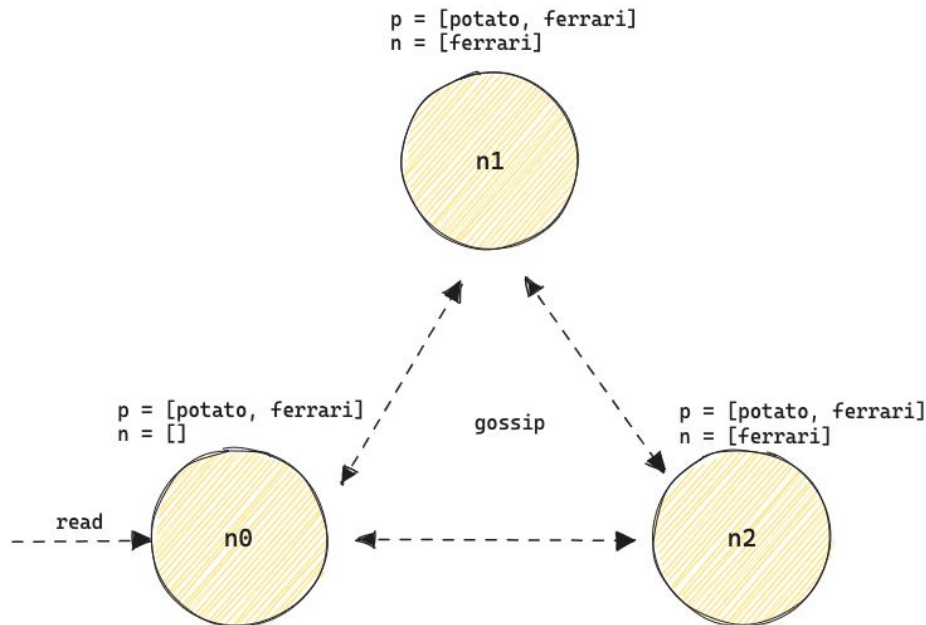 p = [potato, ferrari]
n = [ferrari]
n1
p = [potato, ferrari]
n = []
gossip
p = [potato, ferrari]
n = [ferrari]
read
n0
n2